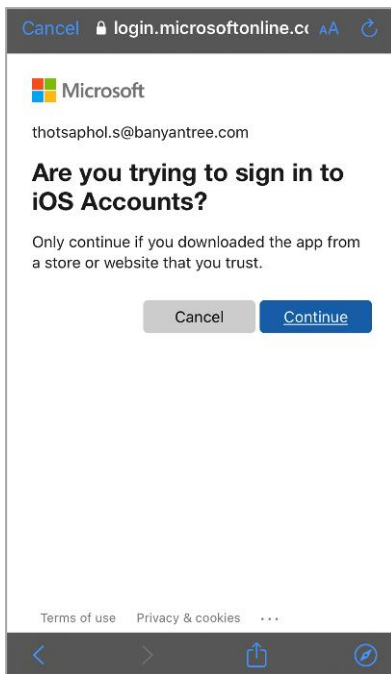 Cancel login.microsoftonline.c AA
Microsoft
thotsaphol.s@banyantree.com
Are you trying to sign in to
iOS Accounts?
Only continue if you downloaded the app from
a store or website that you trust.
Cancel Continue
Terms of use Privacy & cookies ...